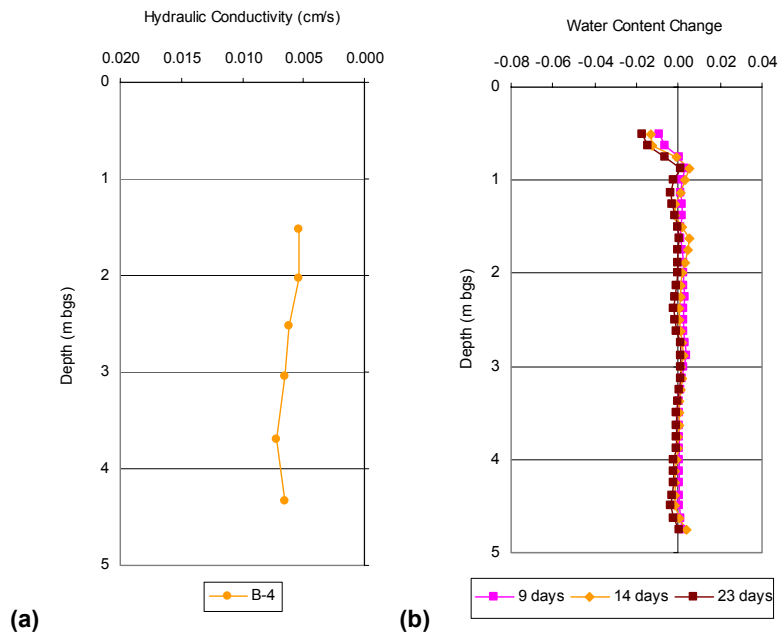 Hydraulic Conductivity (cm/s)
0.020 0.015 0.010 0.005 0.000
0
1
2
3
4
5
Depth (m bgs)
B-4
(a)
Water Content Change
-0.08 -0.06 -0.04 -0.02 0.00 0.02 0.04
0
1
2
3
4
5
Depth (m bgs)
9 days 14 days 23 days
(b)